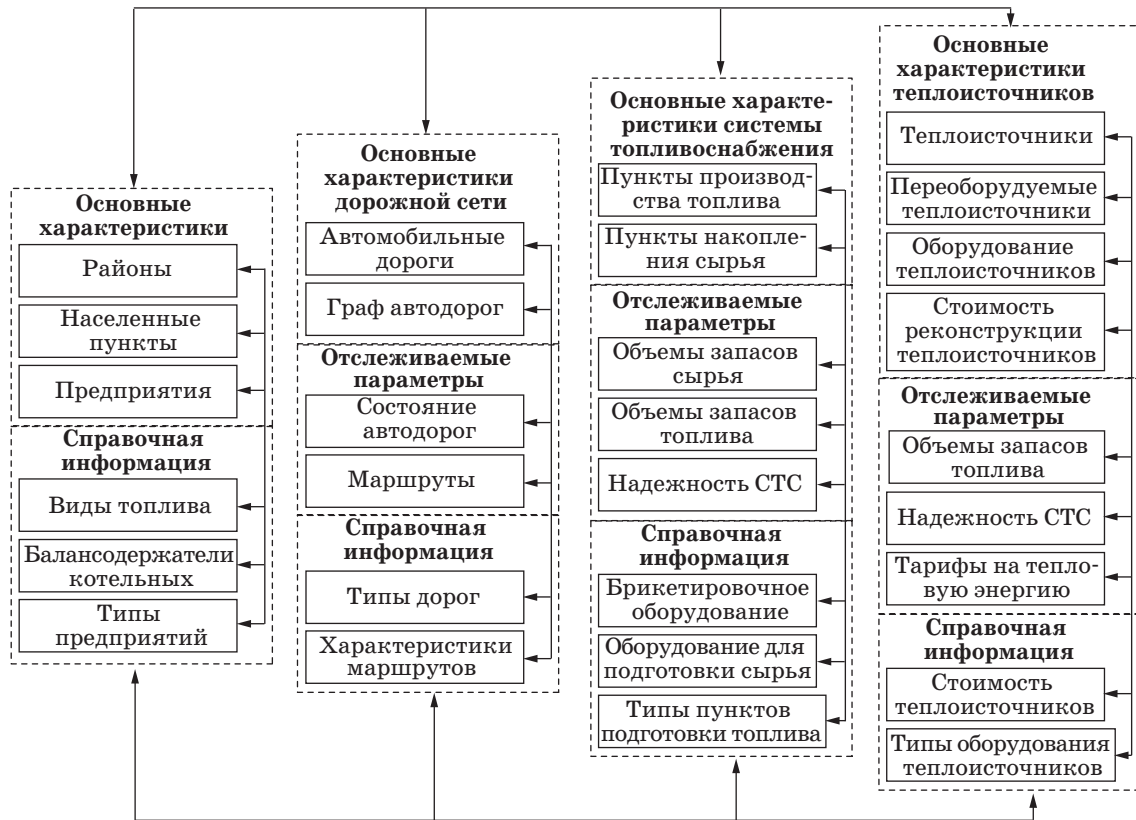 Основные
характеристики
Районы
Населенные
пункты
Предприятия
Справочная
информация
Виды топлива
Балансодержатели
котельных
Типы
предприятий
Основные
характеристики
дорожной сети
Автомобильные
дороги
Граф автодорог
Отслеживаемые
параметры
Состояние
автодорог
Маршруты
Справочная
информация
Типы дорог
Характеристики
маршрутов
Основные характе-
ристики системы
топливоснабжения
Пункты производ-
ства топлива
Пункты накопле-
ния сырья
Отслеживаемые
параметры
Объемы запасов
сырья
Объемы запасов
топлива
Надежность СТС
Справочная
информация
Брикетировочное
оборудование
Оборудование для
подготовки сырья
Типы пунктов
подготовки топлива
Основные
характеристики
теплоисточников
Теплоисточники
Переоборудуемые
теплоисточники
Оборудование
теплоисточников
Стоимость
реконструкции
теплоисточников
Отслеживаемые
параметры
Объемы запасов
топлива
Надежность СТС
Тарифы на тепло-
вую энергию
Справочная
информация
Стоимость
теплоисточников
Типы оборудования
теплоисточников